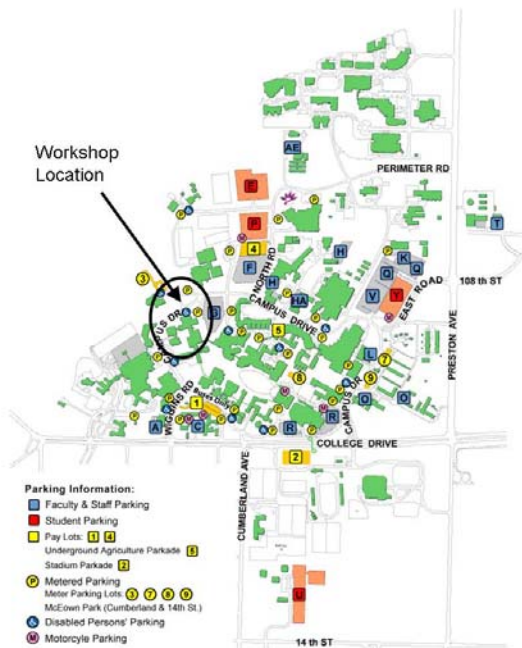 AE
Workshop
Location
PERIMETER RD
E
P
T
4
F
NORTH RD
H
H
K
Q
Q
3
V
Y
EAST ROAD
108 th ST
G
HA
CAMPUS DRIVE
CAMPUS DR
PRESTON AVE
5
L
7
8
9
CAMPUS DR
WIGGINS RD
Buses Only
1
O
O
A
C
R
R
COLLEGE DRIVE
2
CUMBERLAND AVE
Parking Information:
Faculty & Staff Parking
Student Parking
Pay Lots: 1 4
Underground Agriculture Parkade 5
Stadium Parkade 2
P Metered Parking
Meter Parking Lots: 3 7 8 9
McEown Park (Cumberland & 14th St.)
Disabled Persons' Parking
M Motorcyle Parking
U
14 th ST